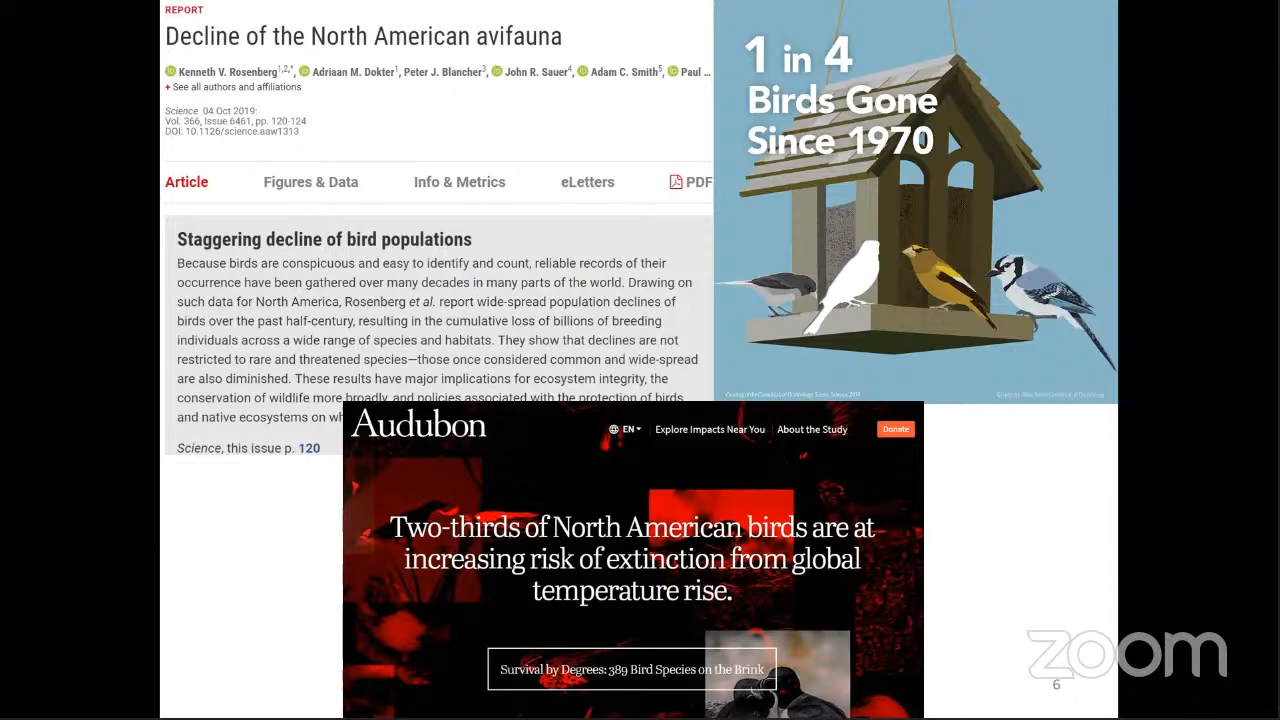 REPORT
Decline of the North American avifauna
Kenneth V. Rosenberg1,2,*, Adriaan M. Dokter1, Peter J. Blancher3, John R. Sauer4, Adam C. Smith5, Paul ...
+ See all authors and affiliations
Science 04 Oct 2019:
Vol. 366, Issue 6461, pp. 120-124
DOI: 10.1126/science.aaw1313
Article Figures & Data Info & Metrics eLetters PDF
Staggering decline of bird populations
Because birds are conspicuous and easy to identify and count, reliable records of their
occurrence have been gathered over many decades in many parts of the world. Drawing on
such data for North America, Rosenberg et al. report wide-spread population declines of
birds over the past half-century, resulting in the cumulative loss of billions of breeding
individuals across a wide range of species and habitats. They show that declines are not
restricted to rare and threatened species—those once considered common and wide-spread
are also diminished. These results have major implications for ecosystem integrity, the
conservation of wildlife more broadly, and policies associated with the protection of birds
and native ecosystems on wh
Science, this issue p. 120
1 in 4
Birds Gone
Since 1970
Audubon
EN Explore Impacts Near You About the Study Donate
Two-thirds of North American birds are at
increasing risk of extinction from global
temperature rise.
Survival by Degrees: 389 Bird Species on the Brink
zoom
6